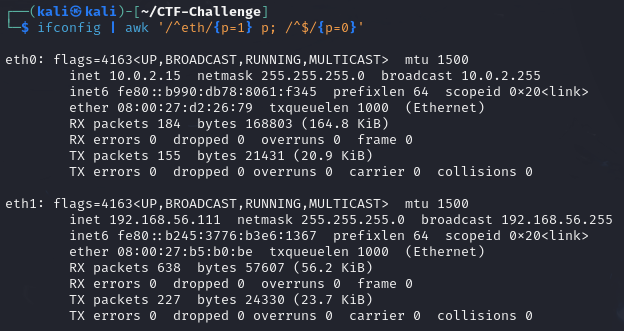 ┌──(kali㉿kali)-[~/CTF-Challenge]
└─$ ifconfig | awk '/^eth/{p=1} p; /^$/{p=0}'
eth0: flags=4163<UP,BROADCAST,RUNNING,MULTICAST>  mtu 1500
        inet 10.0.2.15  netmask 255.255.255.0  broadcast 10.0.2.255
        inet6 fe80::b990:db78:8061:f345  prefixlen 64  scopeid 0x20<link>
        ether 08:00:27:d2:26:79  txqueuelen 1000  (Ethernet)
        RX packets 184  bytes 168803 (164.8 KiB)
        RX errors 0  dropped 0  overruns 0  frame 0
        TX packets 155  bytes 21431 (20.9 KiB)
        TX errors 0  dropped 0 overruns 0  carrier 0  collisions 0
eth1: flags=4163<UP,BROADCAST,RUNNING,MULTICAST>  mtu 1500
        inet 192.168.56.111  netmask 255.255.255.0  broadcast 192.168.56.255
        inet6 fe80::b245:3776:b3e6:1367  prefixlen 64  scopeid 0x20<link>
        ether 08:00:27:b5:b0:be  txqueuelen 1000  (Ethernet)
        RX packets 638  bytes 57607 (56.2 KiB)
        RX errors 0  dropped 0  overruns 0  frame 0
        TX packets 227  bytes 24330 (23.7 KiB)
        TX errors 0  dropped 0 overruns 0  carrier 0  collisions 0